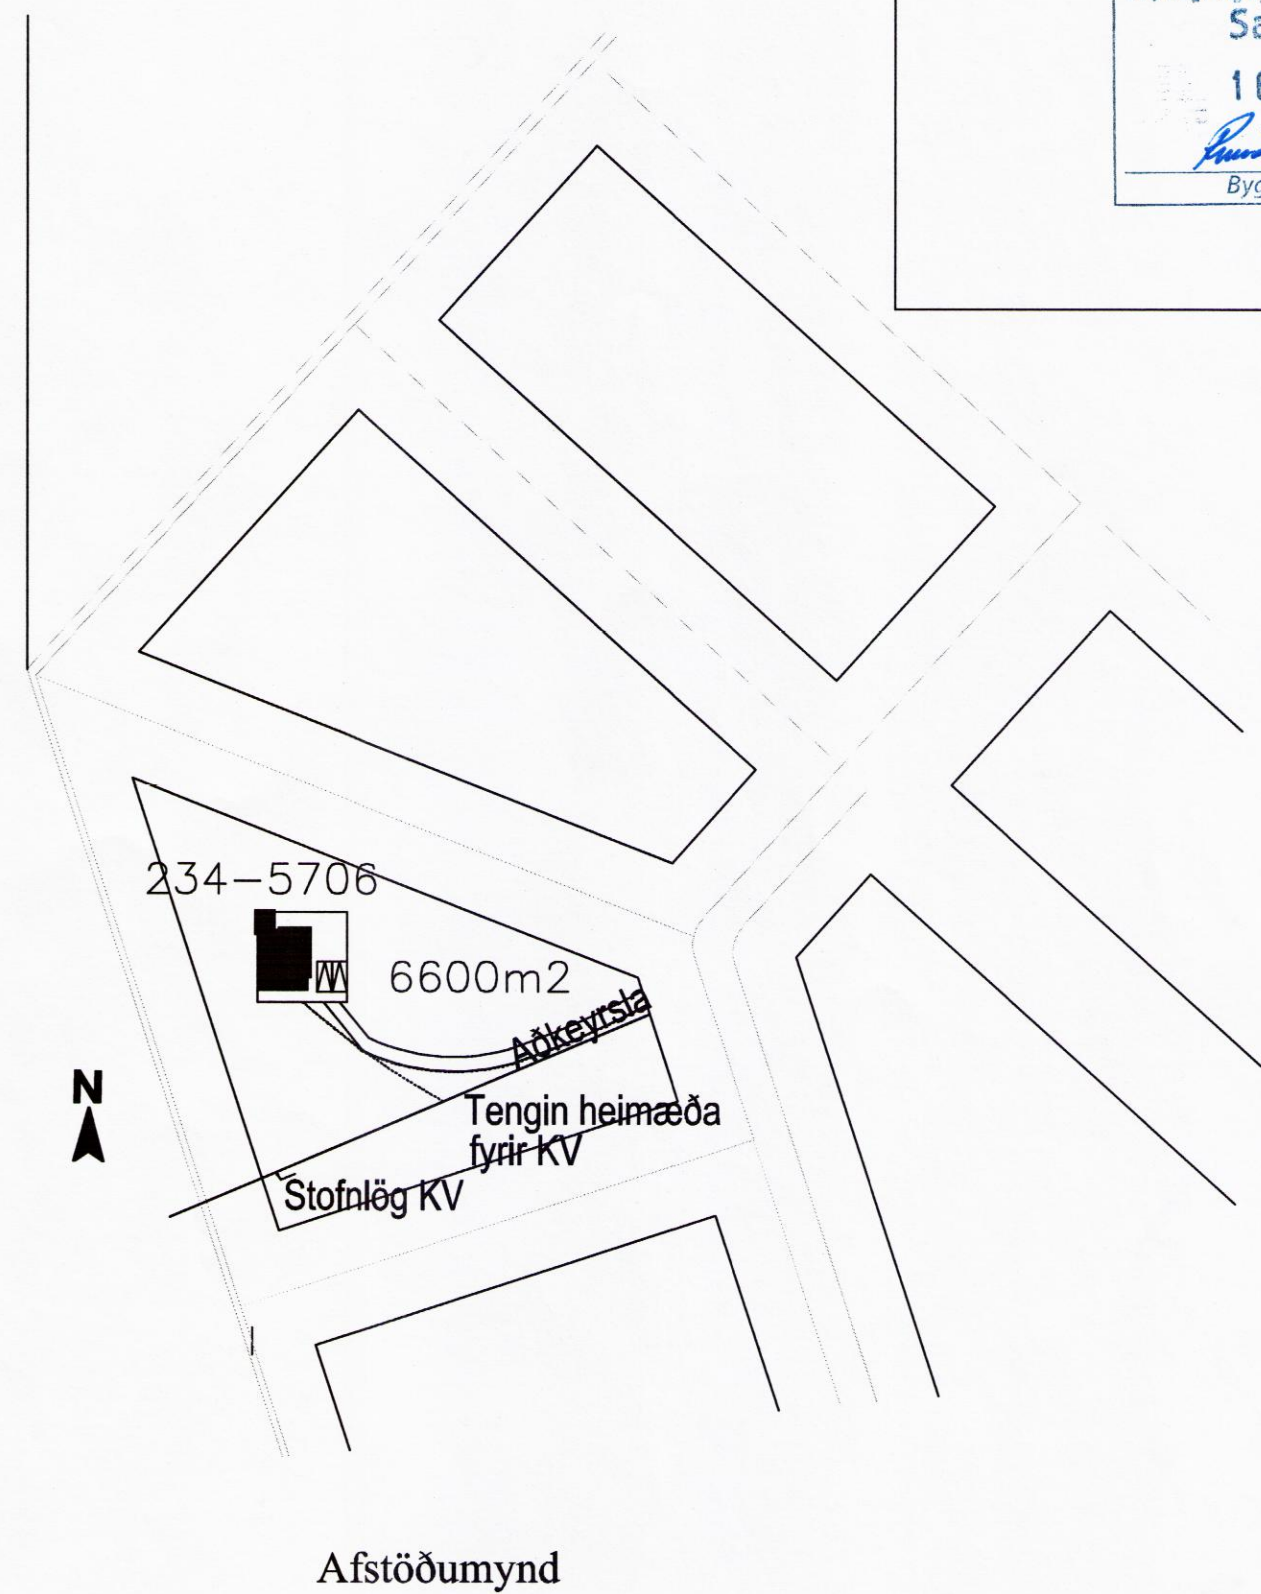 Sa
1
Byg
234-5706
6600m2
Aðkeyrsla
N
Tengin heimæða
fyrir KV
Stofnlög KV
Afstöðumynd